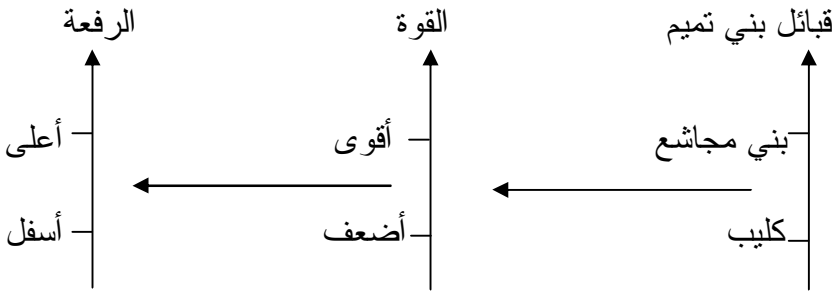 قبائل بني تميم القوة الرفعة
بني مجاشع أقوى أعلى
كليب أضعف أسفل